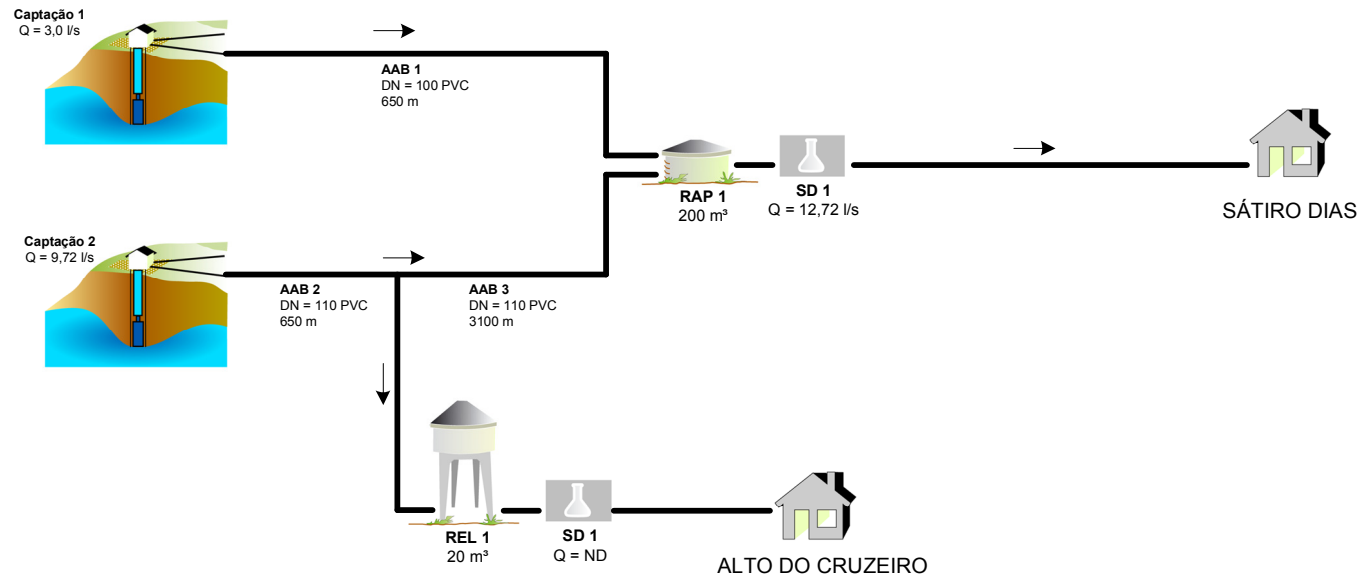 Captação 1
Q = 3,0 l/s
AAB 1
DN = 100 PVC
650 m
RAP 1
200 m³
SD 1
Q = 12,72 l/s
SÁTIRO DIAS
Captação 2
Q = 9,72 l/s
AAB 2
DN = 110 PVC
650 m
AAB 3
DN = 110 PVC
3100 m
REL 1
20 m³
SD 1
Q = ND
ALTO DO CRUZEIRO